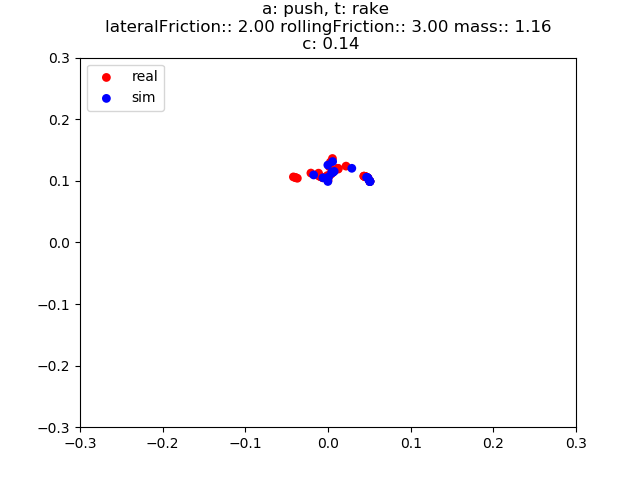 a: push, t: rake
lateralFriction:: 2.00 rollingFriction:: 3.00 mass:: 1.16
c: 0.14
real
sim
0.3
0.2
0.1
0.0
−0.1
−0.2
−0.3
−0.3 −0.2 −0.1 0.0 0.1 0.2 0.3